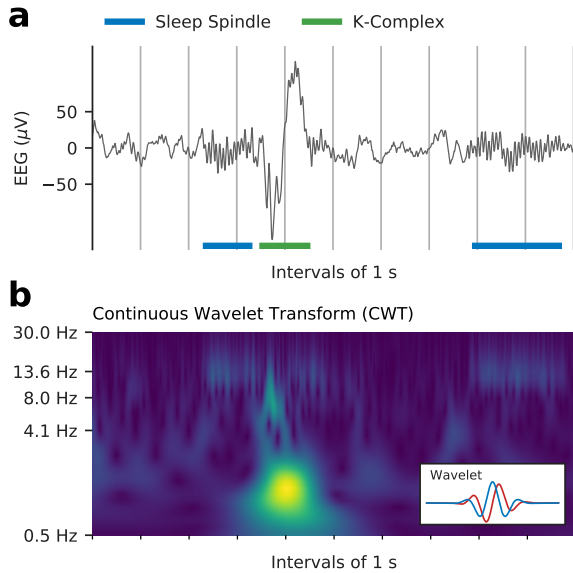 a
Sleep Spindle K-Complex
EEG (μV)
50
0
−50
Intervals of 1 s
b
Continuous Wavelet Transform (CWT)
30.0 Hz
13.6 Hz
8.0 Hz
4.1 Hz
0.5 Hz
Wavelet
Intervals of 1 s